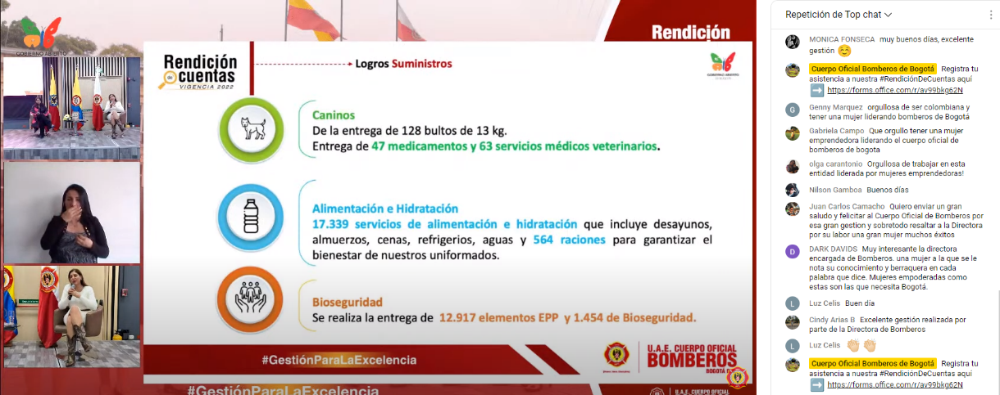 GOBIERNO ABIERTO
Rendición
Rendición
de cuentas
VIGENCIA 2022
Logros Suministros
GOBIERNO ABIERTO
Caninos
De la entrega de 128 bultos de 13 kg.
Entrega de 47 medicamentos y 63 servicios médicos veterinarios.
Alimentación e Hidratación
17.339 servicios de alimentación e hidratación que incluye desayunos,
almuerzos, cenas, refrigerios, aguas y 564 raciones para garantizar el
bienestar de nuestros uniformados.
Bioseguridad
Se realiza la entrega de 12.917 elementos EPP y 1.454 de Bioseguridad.
#GestiónParaLaExcelencia
U.A.E. CUERPO OFICIAL
BOMBEROS
BOGOTÁ
#GestiónParaLaExcelencia
U.A.E. CUERPO OFICIAL
Repetición de Top chat
MONICA FONSECA muy buenos días, excelente
gestión
Cuerpo Oficial Bomberos de Bogotá Registra tu
asistencia a nuestra #RendiciónDeCuentas aquí
https://forms.office.com/r/av99bkg62N
G Genny Marquez orgullosa de ser colombiana y
tener una mujer liderando bomberos de Bogotá
Gabriela Campo Que orgullo tener una mujer
emprendedora liderando el cuerpo oficial de
bomberos de bogota
olga carantonio Orgullosa de trabajar en esta
entidad liderada por mujeres emprendedoras!
Nilson Gamboa Buenos días
Juan Carlos Camacho Quiero enviar un gran
saludo y felicitar al Cuerpo Oficial de Bomberos por
esa gran gestion y sobretodo resaltar a la Directora
por su labor una gran mujer muchos éxitos
D DARK DAVIDS Muy interesante la directora
encargada de Bomberos. una mujer a la que se le
nota su conocimiento y berraquera en cada
palabra que dice. Mujeres empoderadas como
estas son las que necesita Bogotá.
L Luz Celis Buen día
Cindy Arias B Excelente gestión realizada por
parte de la Directora de Bomberos
L Luz Celis 👏🏻 👏🏻
Cuerpo Oficial Bomberos de Bogotá Registra tu
asistencia a nuestra #RendiciónDeCuentas aquí
https://forms.office.com/r/av99bkg62N